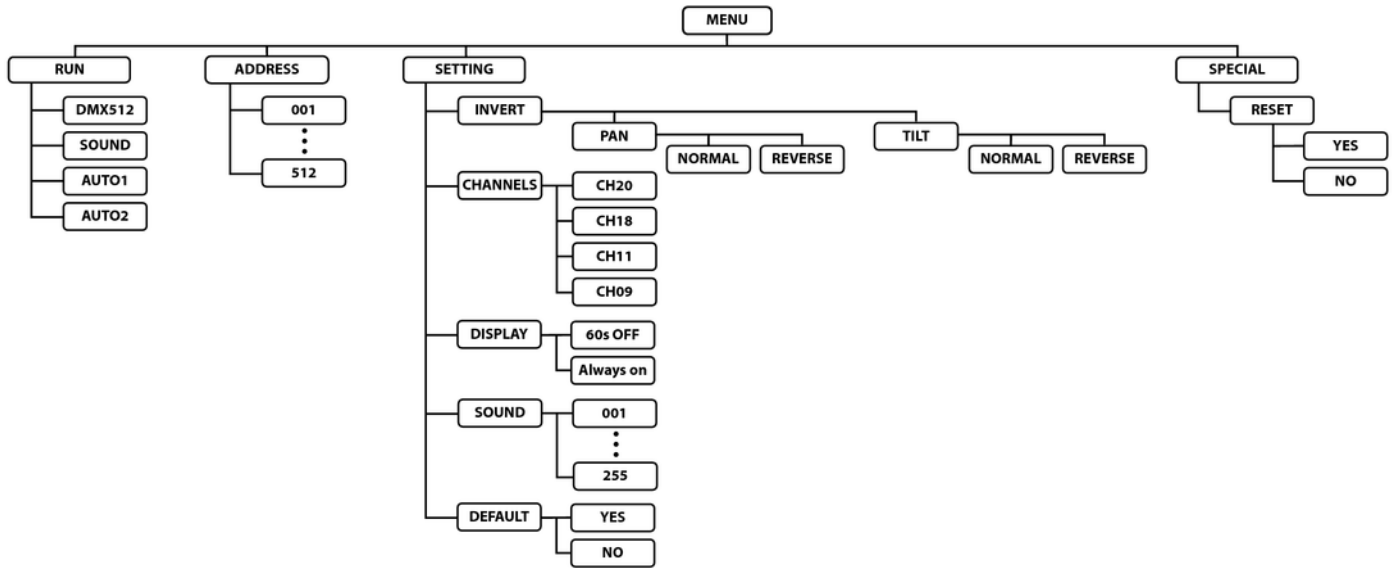 MENU
RUN
ADDRESS
SETTING
SPECIAL
DMX512
SOUND
AUTO1
AUTO2
001
512
INVERT
PAN
NORMAL
REVERSE
TILT
NORMAL
REVERSE
CHANNELS
CH20
CH18
CH11
CH09
DISPLAY
60s OFF
Always on
SOUND
001
255
DEFAULT
YES
NO
RESET
YES
NO